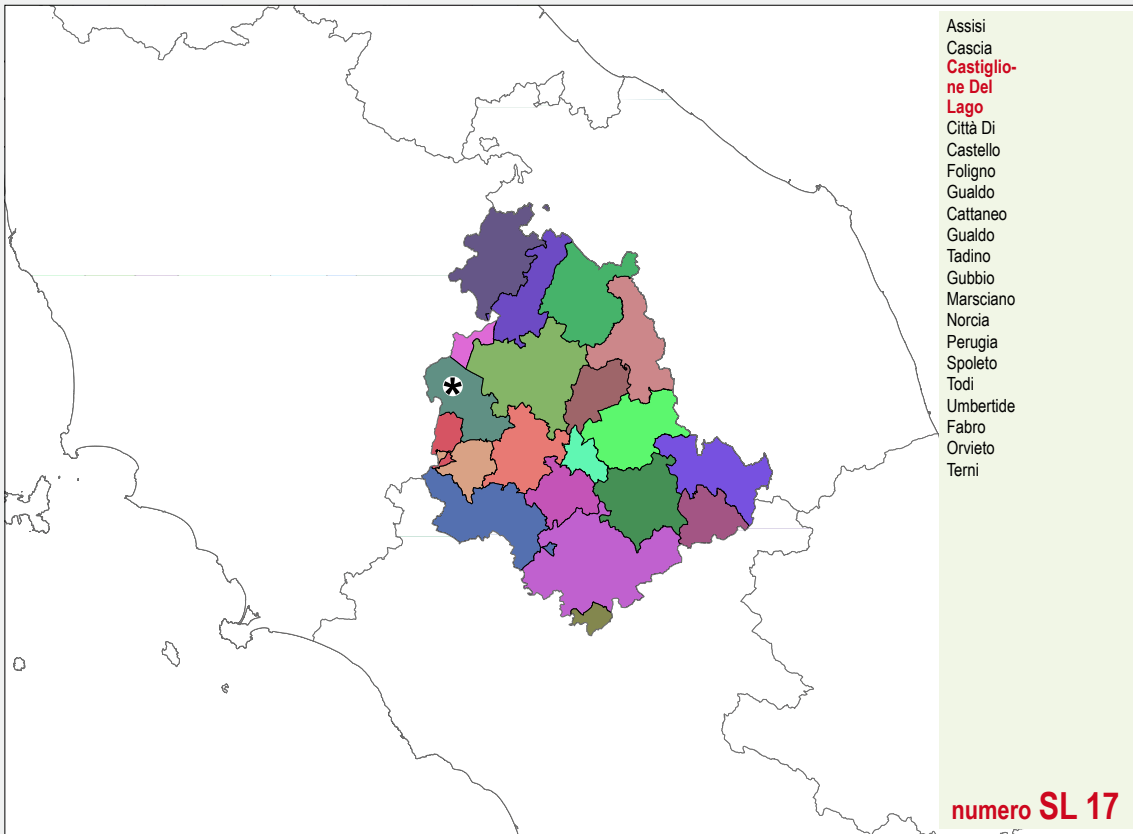 Assisi
Cascia
Castiglio-
ne Del
Lago
Città Di
Castello
Foligno
Gualdo
Cattaneo
Gualdo
Tadino
Gubbio
Marsciano
Norcia
Perugia
Spoleto
Todi
Umbertide
Fabro
Orvieto
Terni
numero SL 17